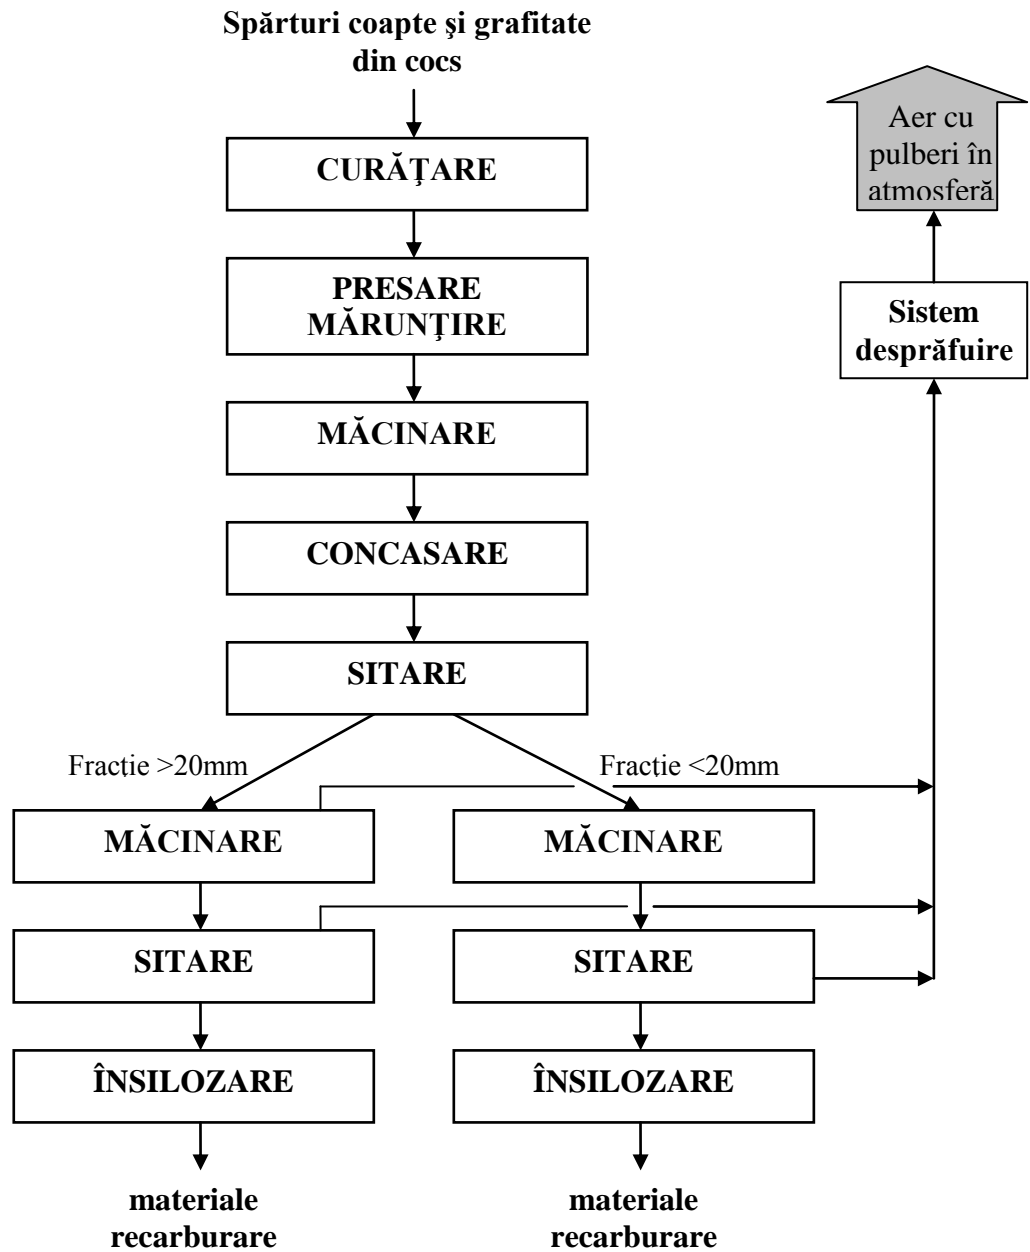 Spărturi coapte şi grafitate
din cocs
Aer cu
pulberi în
atmosferă
CURĂŢARE
PRESARE
MĂRUNŢIRE
Sistem
desprăfuire
MĂCINARE
CONCASARE
SITARE
Fracţie >20mm
Fracţie <20mm
MĂCINARE
MĂCINARE
SITARE
SITARE
ÎNSILOZARE
ÎNSILOZARE
materiale
recarburare
materiale
recarburare